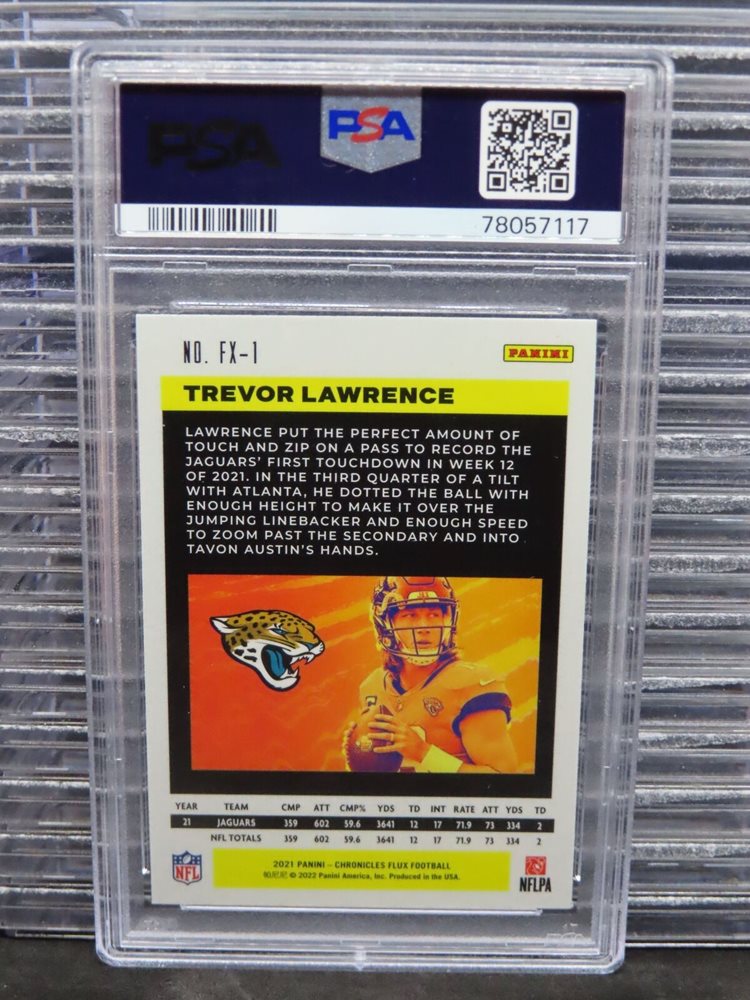 PSA PSA
78057117
NO. FX-1
PANINI
TREVOR LAWRENCE
LAWRENCE PUT THE PERFECT AMOUNT OF
TOUCH AND ZIP ON A PASS TO RECORD THE
JAGUARS' FIRST TOUCHDOWN IN WEEK 12
OF 2021. IN THE THIRD QUARTER OF A TILT
WITH ATLANTA, HE DOTTED THE BALL WITH
ENOUGH HEIGHT TO MAKE IT OVER THE
JUMPING LINEBACKER AND ENOUGH SPEED
TO ZOOM PAST THE SECONDARY AND INTO
TAVON AUSTIN'S HANDS.
YEAR TEAM CMP ATT CMP% YDS TD INT RATE ATT YDS TD
21 JAGUARS 359 602 59.6 3641 12 17 71.9 73 334 2
NFL TOTALS 359 602 59.6 3641 12 17 71.9 73 334 2
2021 PANINI – CHRONICLES FLUX FOOTBALL
帕尼尼 © 2022 Panini America, Inc. Produced in the USA.
NFL
NFLPA